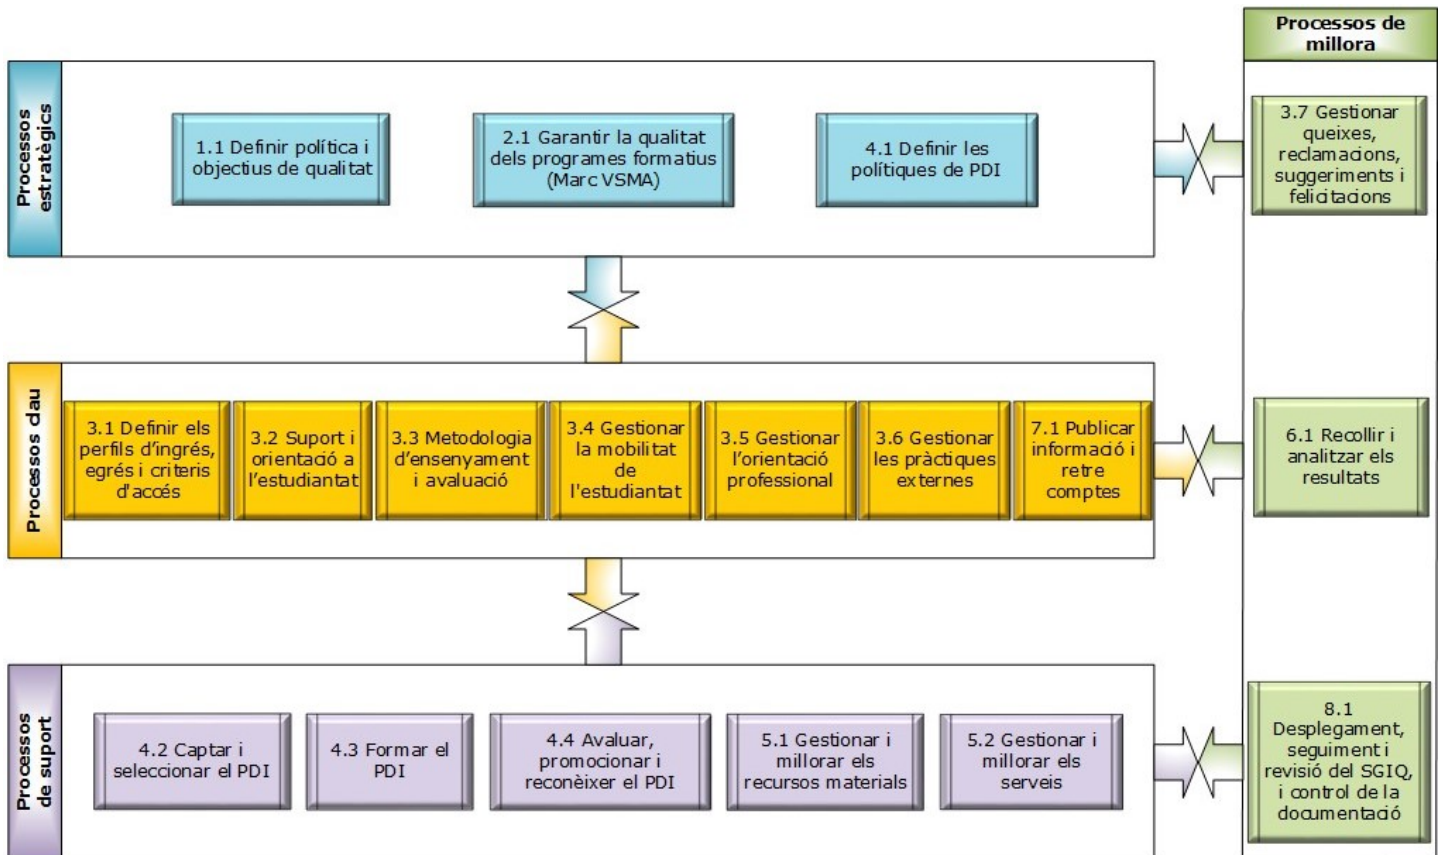 Processos de
millora
Processos
estratègics
1.1 Definir política i
objectius de qualitat
2.1 Garantir la qualitat
dels programes formatius
(Marc VSMA)
4.1 Definir les
polítiques de PDI
3.7 Gestionar
queixes,
reclamacions,
suggeriments i
felicitacions
Processos clau
3.1 Definir els
perfils d’ingrés,
egrés i criteris
d'accés
3.2 Suport i
orientació a
l’estudiantat
3.3 Metodologia
d’ensenyament
i avaluació
3.4 Gestionar
la mobilitat
de
l'estudiantat
3.5 Gestionar
l’orientació
professional
3.6 Gestionar
les pràctiques
externes
7.1 Publicar
informació i
retre
comptes
6.1 Recollir i
analitzar els
resultats
Processos
de suport
4.2 Captar i
seleccionar el PDI
4.3 Formar el
PDI
4.4 Avaluar,
promocionar i
reconèixer el PDI
5.1 Gestionar i
millorar els
recursos materials
5.2 Gestionar i
millorar els
serveis
8.1
Desplegament,
seguiment i
revisió del SGIQ,
i control de la
documentació